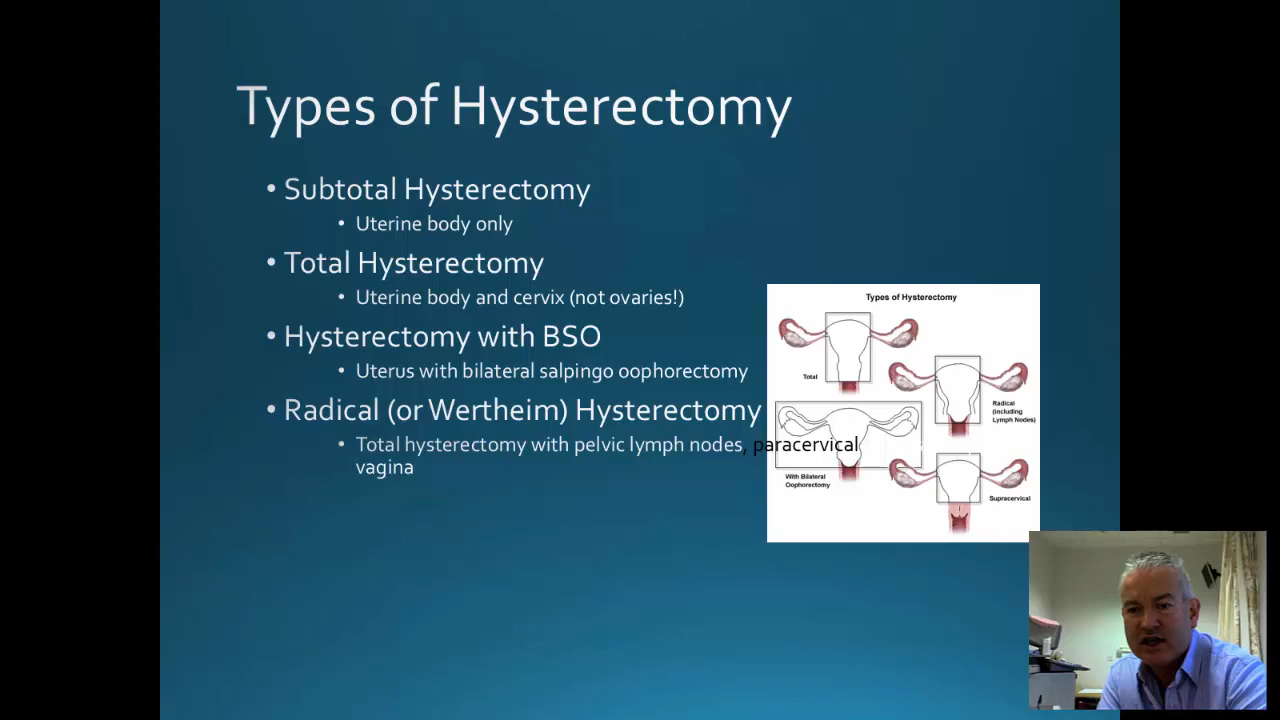 Types of Hysterectomy
• Subtotal Hysterectomy
• Uterine body only
• Total Hysterectomy
• Uterine body and cervix (not ovaries!)
• Hysterectomy with BSO
• Uterus with bilateral salpingo oophorectomy
• Radical (or Wertheim) Hysterectomy
• Total hysterectomy with pelvic lymph nodes, paracervical
vagina
Types of Hysterectomy
Total
Radical
(including
Lymph Nodes)
With Bilateral
Oophorectomy
Supracervical